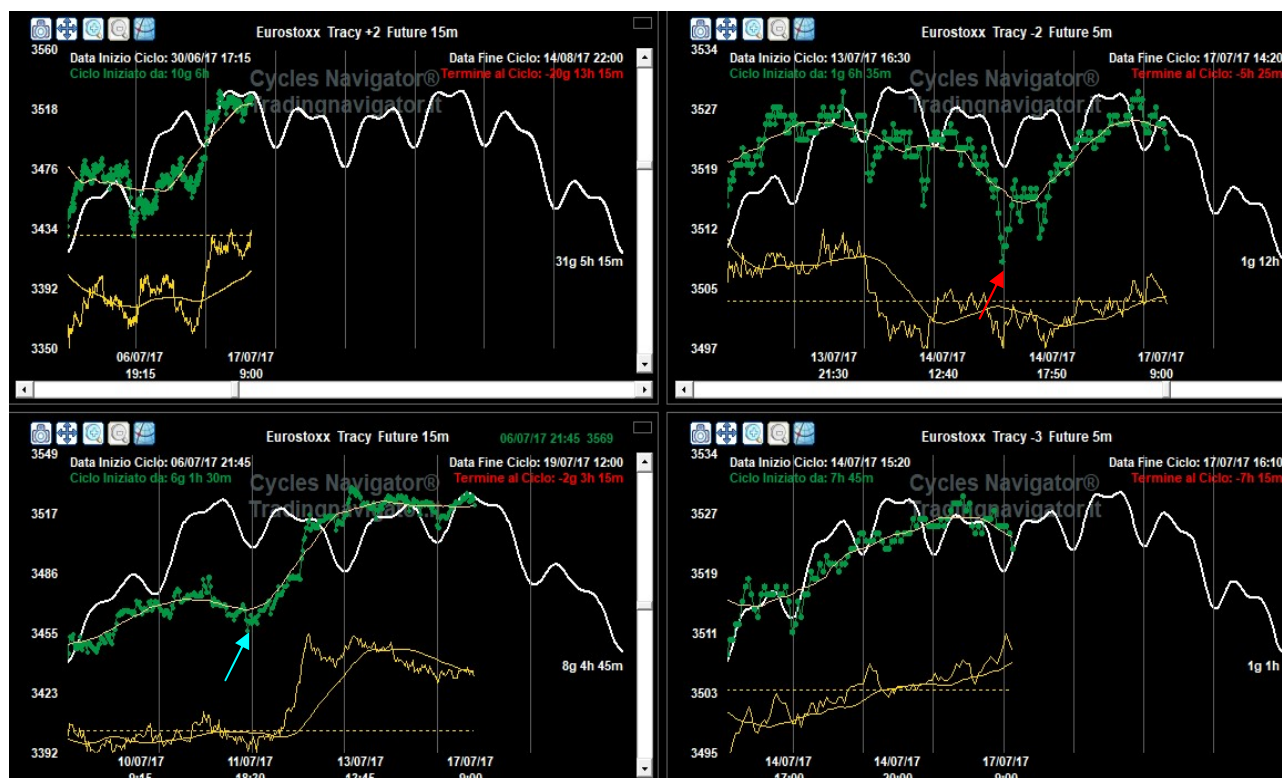 Eurostoxx Tracy +2 Future 15m
Data Inizio Ciclo: 30/06/17 17:15
Data Fine Ciclo: 14/08/17 22:00
Ciclo Iniziato da: 10g 6h
Termine al Ciclo: -20g 13h 15m
Cycles Navigator®
Tradingnavigator.it
3560
3518
3476
3434
3392
3350
31g 5h 15m
06/07/17
17/07/17
19:15
9:00
Eurostoxx Tracy -2 Future 5m
Data Inizio Ciclo: 13/07/17 16:30
Data Fine Ciclo: 17/07/17 14:20
Ciclo Iniziato da: 1g 6h 35m
Termine al Ciclo: -5h 25m
Cycles Navigator®
Tradingnavigator.it
3534
3527
3519
3512
3505
3497
1g 12h
13/07/17
14/07/17
14/07/17
17/07/17
21:30
12:40
17:50
9:00
Eurostoxx Tracy Future 15m
06/07/17 21:45 3569
Data Inizio Ciclo: 06/07/17 21:45
Data Fine Ciclo: 19/07/17 12:00
Ciclo Iniziato da: 6g 1h 30m
Termine al Ciclo: -2g 3h 15m
Cycles Navigator®
Tradingnavigator.it
3549
3517
3486
3455
3423
3392
8g 4h 45m
10/07/17
11/07/17
13/07/17
17/07/17
9:15
18:30
13:45
9:00
Eurostoxx Tracy -3 Future 5m
Data Inizio Ciclo: 14/07/17 15:20
Data Fine Ciclo: 17/07/17 16:10
Ciclo Iniziato da: 7h 45m
Termine al Ciclo: -7h 15m
Cycles Navigator®
Tradingnavigator.it
3534
3527
3519
3511
3503
3495
1g 1h
14/07/17
14/07/17
17/07/17
17:00
20:00
9:00